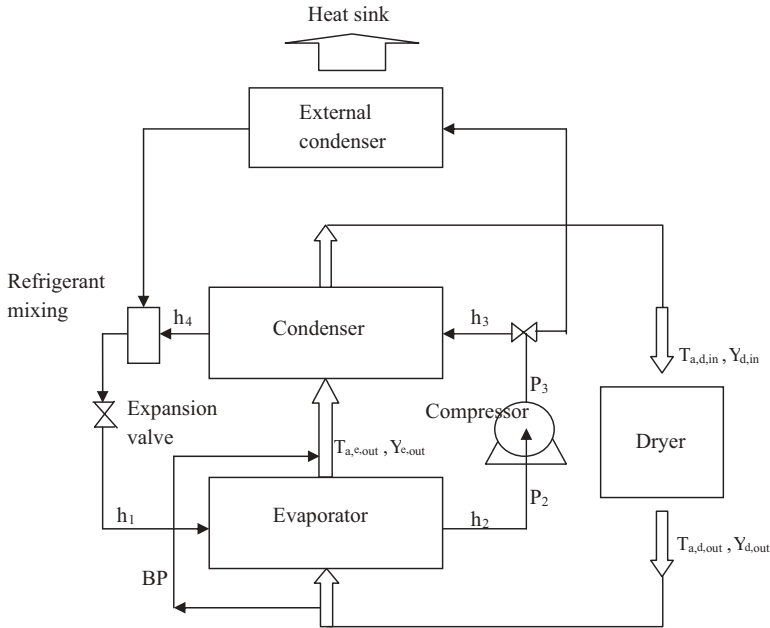 Heat sink
External
condenser
Refrigerant
mixing
h4
Condenser
h3
Ta,d,in , Yd,in
P3
Expansion
valve
Compressor
Dryer
Ta,e,out , Ye,out
P2
h1
Evaporator
h2
Ta,d,out , Yd,out
BP